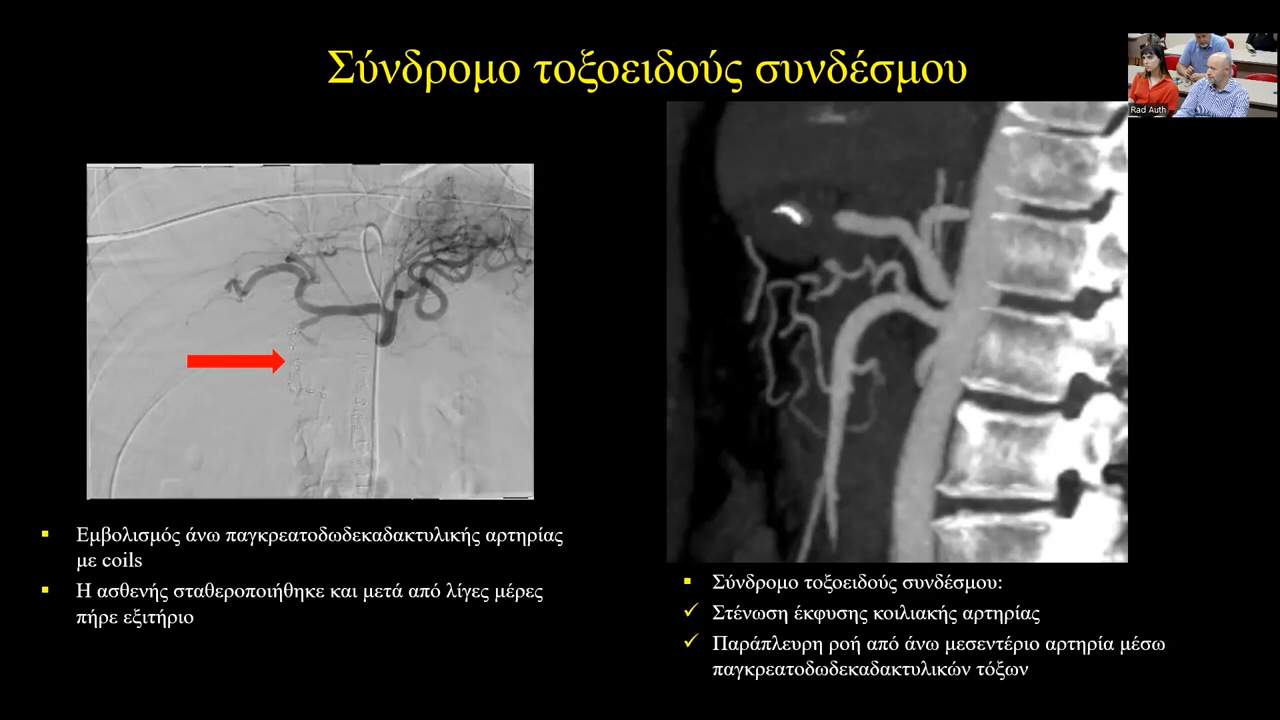 Σύνδρομο τοξοειδούς συνδέσμου
Rad Auth
Εμβολισμός άνω παγκρεατοδωδεκαδακτυλικής αρτηρίας
με coils
Η ασθενής σταθεροποιήθηκε και μετά από λίγες μέρες
πήρε εξιτήριο
Σύνδρομο τοξοειδούς συνδέσμου:
Στένωση έκφυσης κοιλιακής αρτηρίας
Παράπλευρη ροή από άνω μεσεντέριο αρτηρία μέσω
παγκρεατοδωδεκαδακτυλικών τόξων